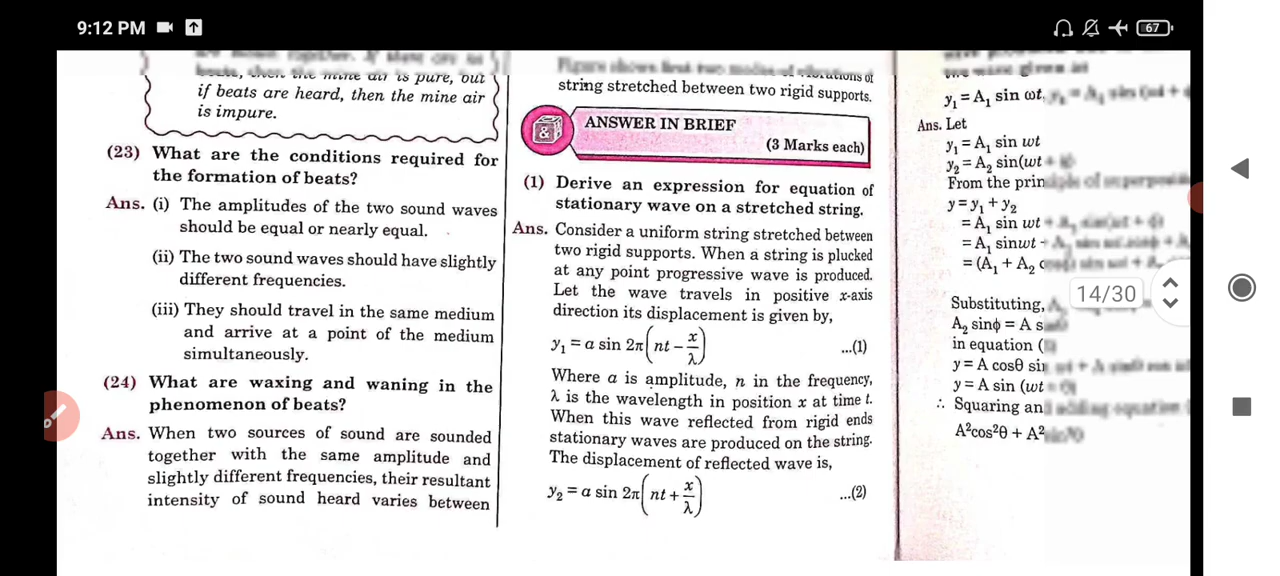 9:12 PM
67
if beats are heard, then the mine air
is impure.
(23) What are the conditions required for
the formation of beats?
Ans. (i) The amplitudes of the two sound waves
should be equal or nearly equal.
(ii) The two sound waves should have slightly
different frequencies.
(iii) They should travel in the same medium
and arrive at a point of the medium
simultaneously.
(24) What are waxing and waning in the
phenomenon of beats?
Ans. When two sources of sound are sounded
together with the same amplitude and
slightly different frequencies, their resultant
intensity of sound heard varies between
string stretched between two rigid supports.
&
ANSWER IN BRIEF
(3 Marks each)
(1) Derive an expression for equation of
stationary wave on a stretched string.
Ans. Consider a uniform string stretched between
two rigid supports. When a string is plucked
at any point progressive wave is produced.
Let the wave travels in positive x-axis
direction its displacement is given by,
y₁ = a sin 2π(nt − x/λ) ...(1)
Where a is amplitude, n in the frequency,
λ is the wavelength in position x at time t.
When this wave reflected from rigid ends
stationary waves are produced on the string.
The displacement of reflected wave is,
y₂ = a sin 2π(nt + x/λ) ...(2)
y₁ = A₁ sin ωt,
Ans. Let
y₁ = A₁ sin wt
y₂ = A₂ sin(wt
From the
y = y₁ + y₂
= A₁ sin wt
= A₁ sinwt
= (A₁ + A₂
14/30
Substituting,
A₂ sinϕ = A
in equation
y = A cosθ
y = A sin (wt
∴ Squaring
A²cos²θ + A²